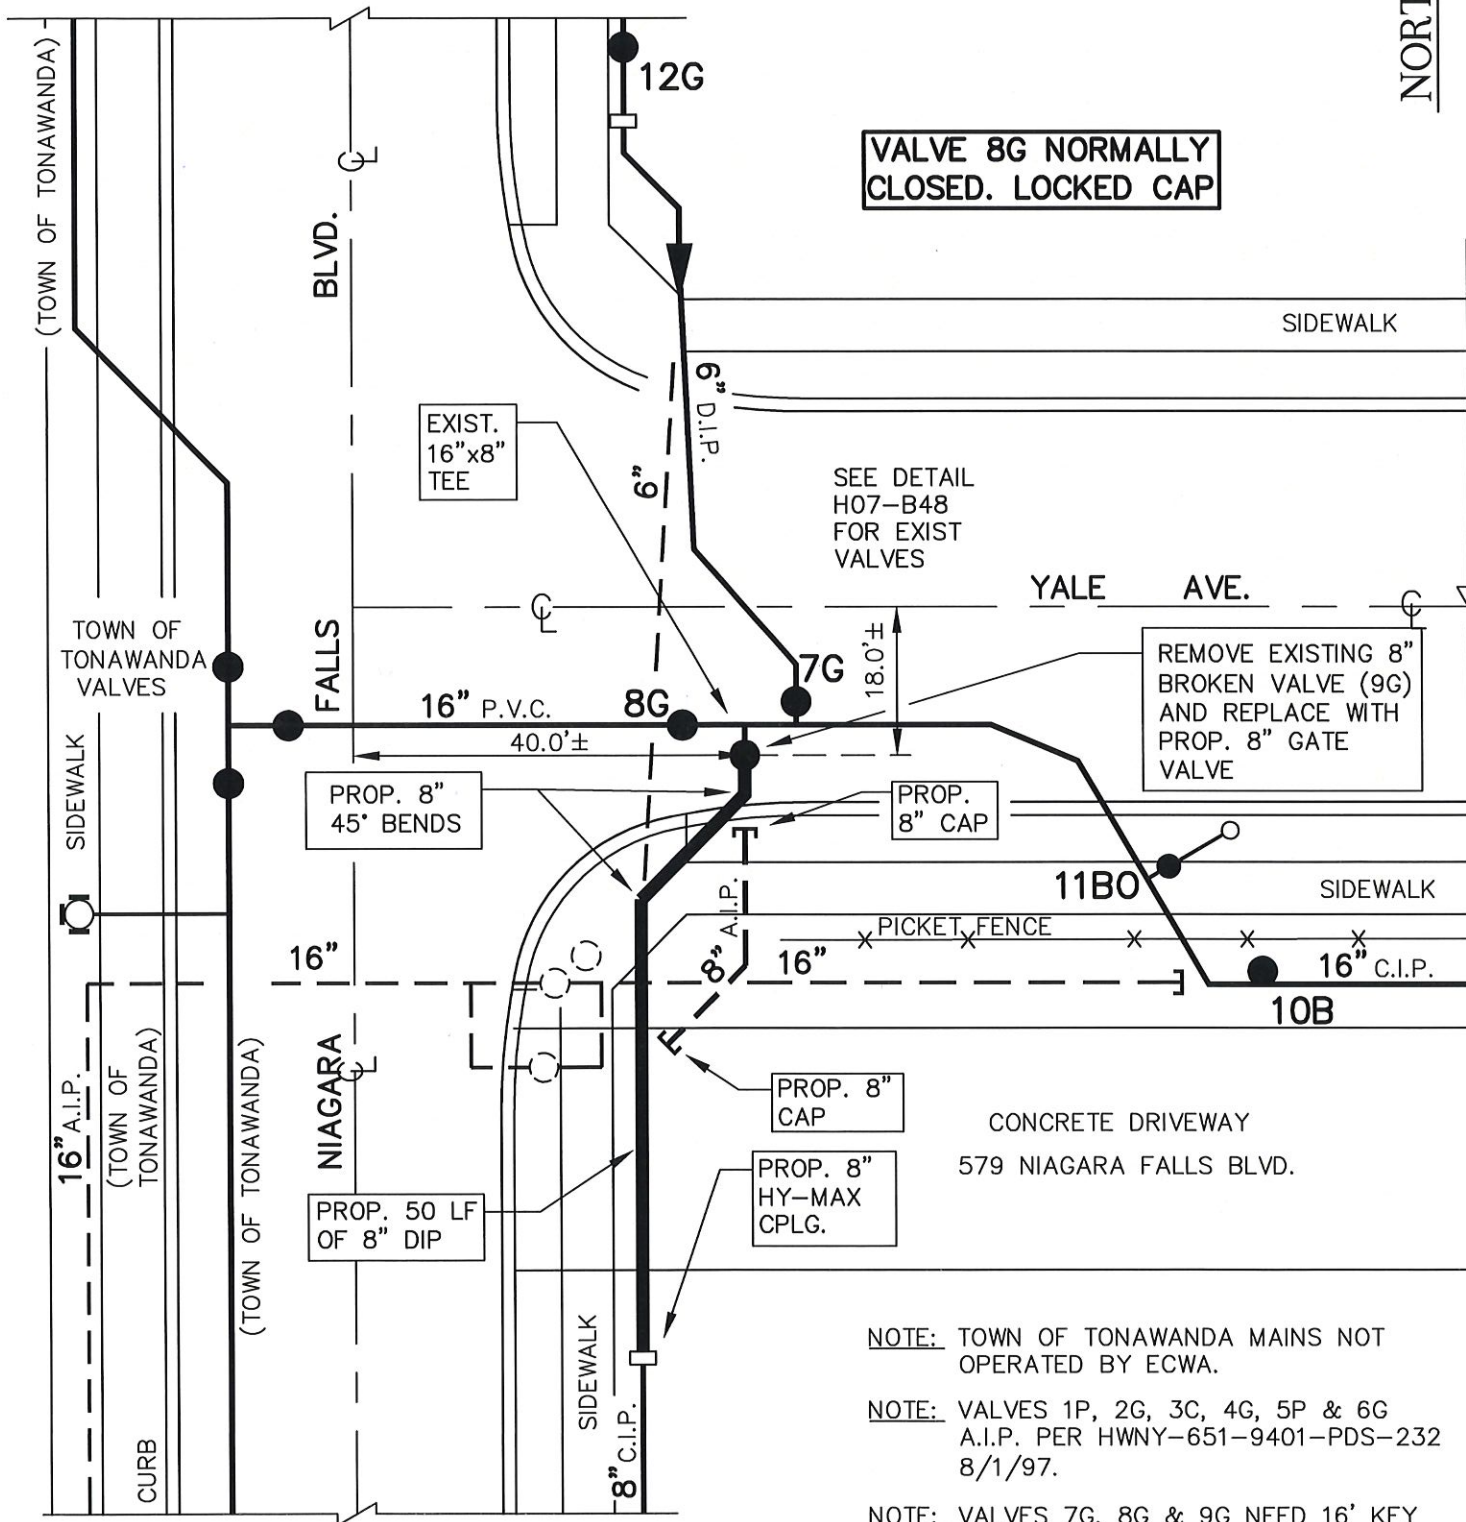 NORT
(TOWN OF TONAWANDA)
12G
VALVE 8G NORMALLY
CLOSED. LOCKED CAP
CL
BLVD.
SIDEWALK
6" D.I.P.
EXIST.
16"x8"
TEE
6"
SEE DETAIL
H07-B48
FOR EXIST
VALVES
YALE AVE.
CL
CL
TOWN OF
TONAWANDA
VALVES
FALLS
18.0'±
REMOVE EXISTING 8"
BROKEN VALVE (9G)
AND REPLACE WITH
PROP. 8" GATE
VALVE
7G
16" P.V.C.
8G
40.0'±
SIDEWALK
PROP. 8"
45° BENDS
PROP.
8" CAP
11BO
SIDEWALK
PICKET FENCE
8" A.I.P.
16"
16"
16" C.I.P.
10B
NIAGARA
CL
16" A.I.P.
(TOWN OF
TONAWANDA)
(TOWN OF TONAWANDA)
PROP. 8"
CAP
CONCRETE DRIVEWAY
579 NIAGARA FALLS BLVD.
PROP. 8"
HY-MAX
CPLG.
PROP. 50 LF
OF 8" DIP
SIDEWALK
CURB
8" C.I.P.
NOTE: TOWN OF TONAWANDA MAINS NOT
OPERATED BY ECWA.
NOTE: VALVES 1P, 2G, 3C, 4G, 5P & 6G
A.I.P. PER HWNY-651-9401-PDS-232
8/1/97.
NOTE: VALVES 7G, 8G & 9G NEED 16' KEY